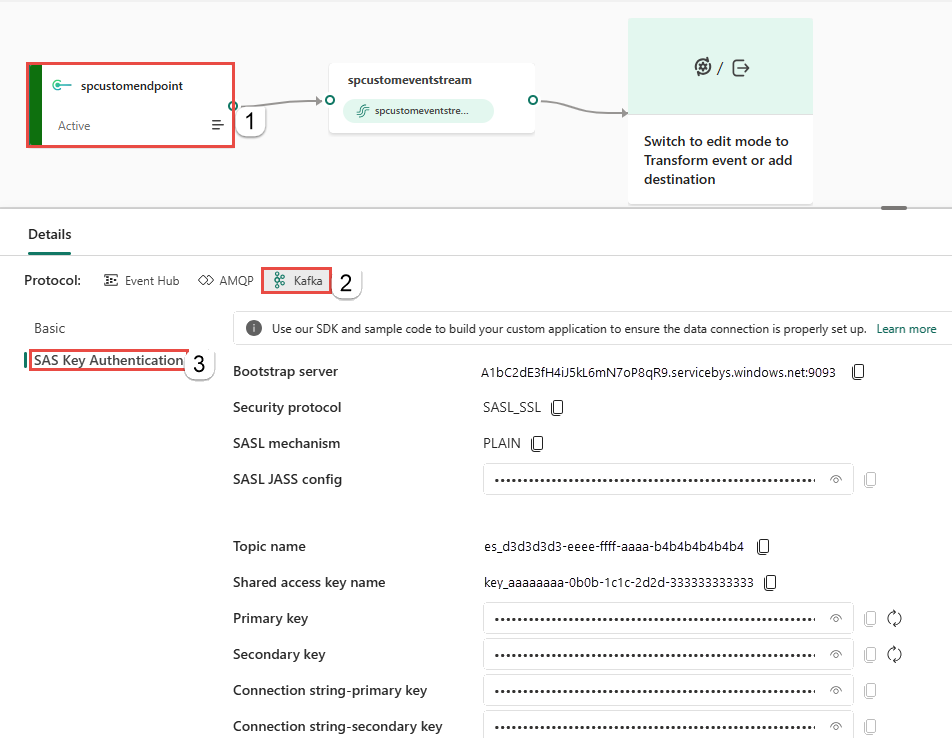 spcustomendpoint
Active
1
spcustomeventstream
spcustomeventstre...
/
Switch to edit mode to
Transform event or add
destination
Details
Protocol:
Event Hub
AMQP
Kafka
2
Basic
SAS Key Authentication
3
Use our SDK and sample code to build your custom application to ensure the data connection is properly set up. Learn more
Bootstrap server
A1bC2dE3fH4iJ5kL6mN7oP8qR9.servicebys.windows.net:9093
Security protocol
SASL_SSL
SASL mechanism
PLAIN
SASL JASS config
Topic name
es_d3d3d3d3-eeee-ffff-aaaa-b4b4b4b4b4b4
Shared access key name
key_aaaaaaaa-0b0b-1c1c-2d2d-333333333333
Primary key
Secondary key
Connection string-primary key
Connection string-secondary key